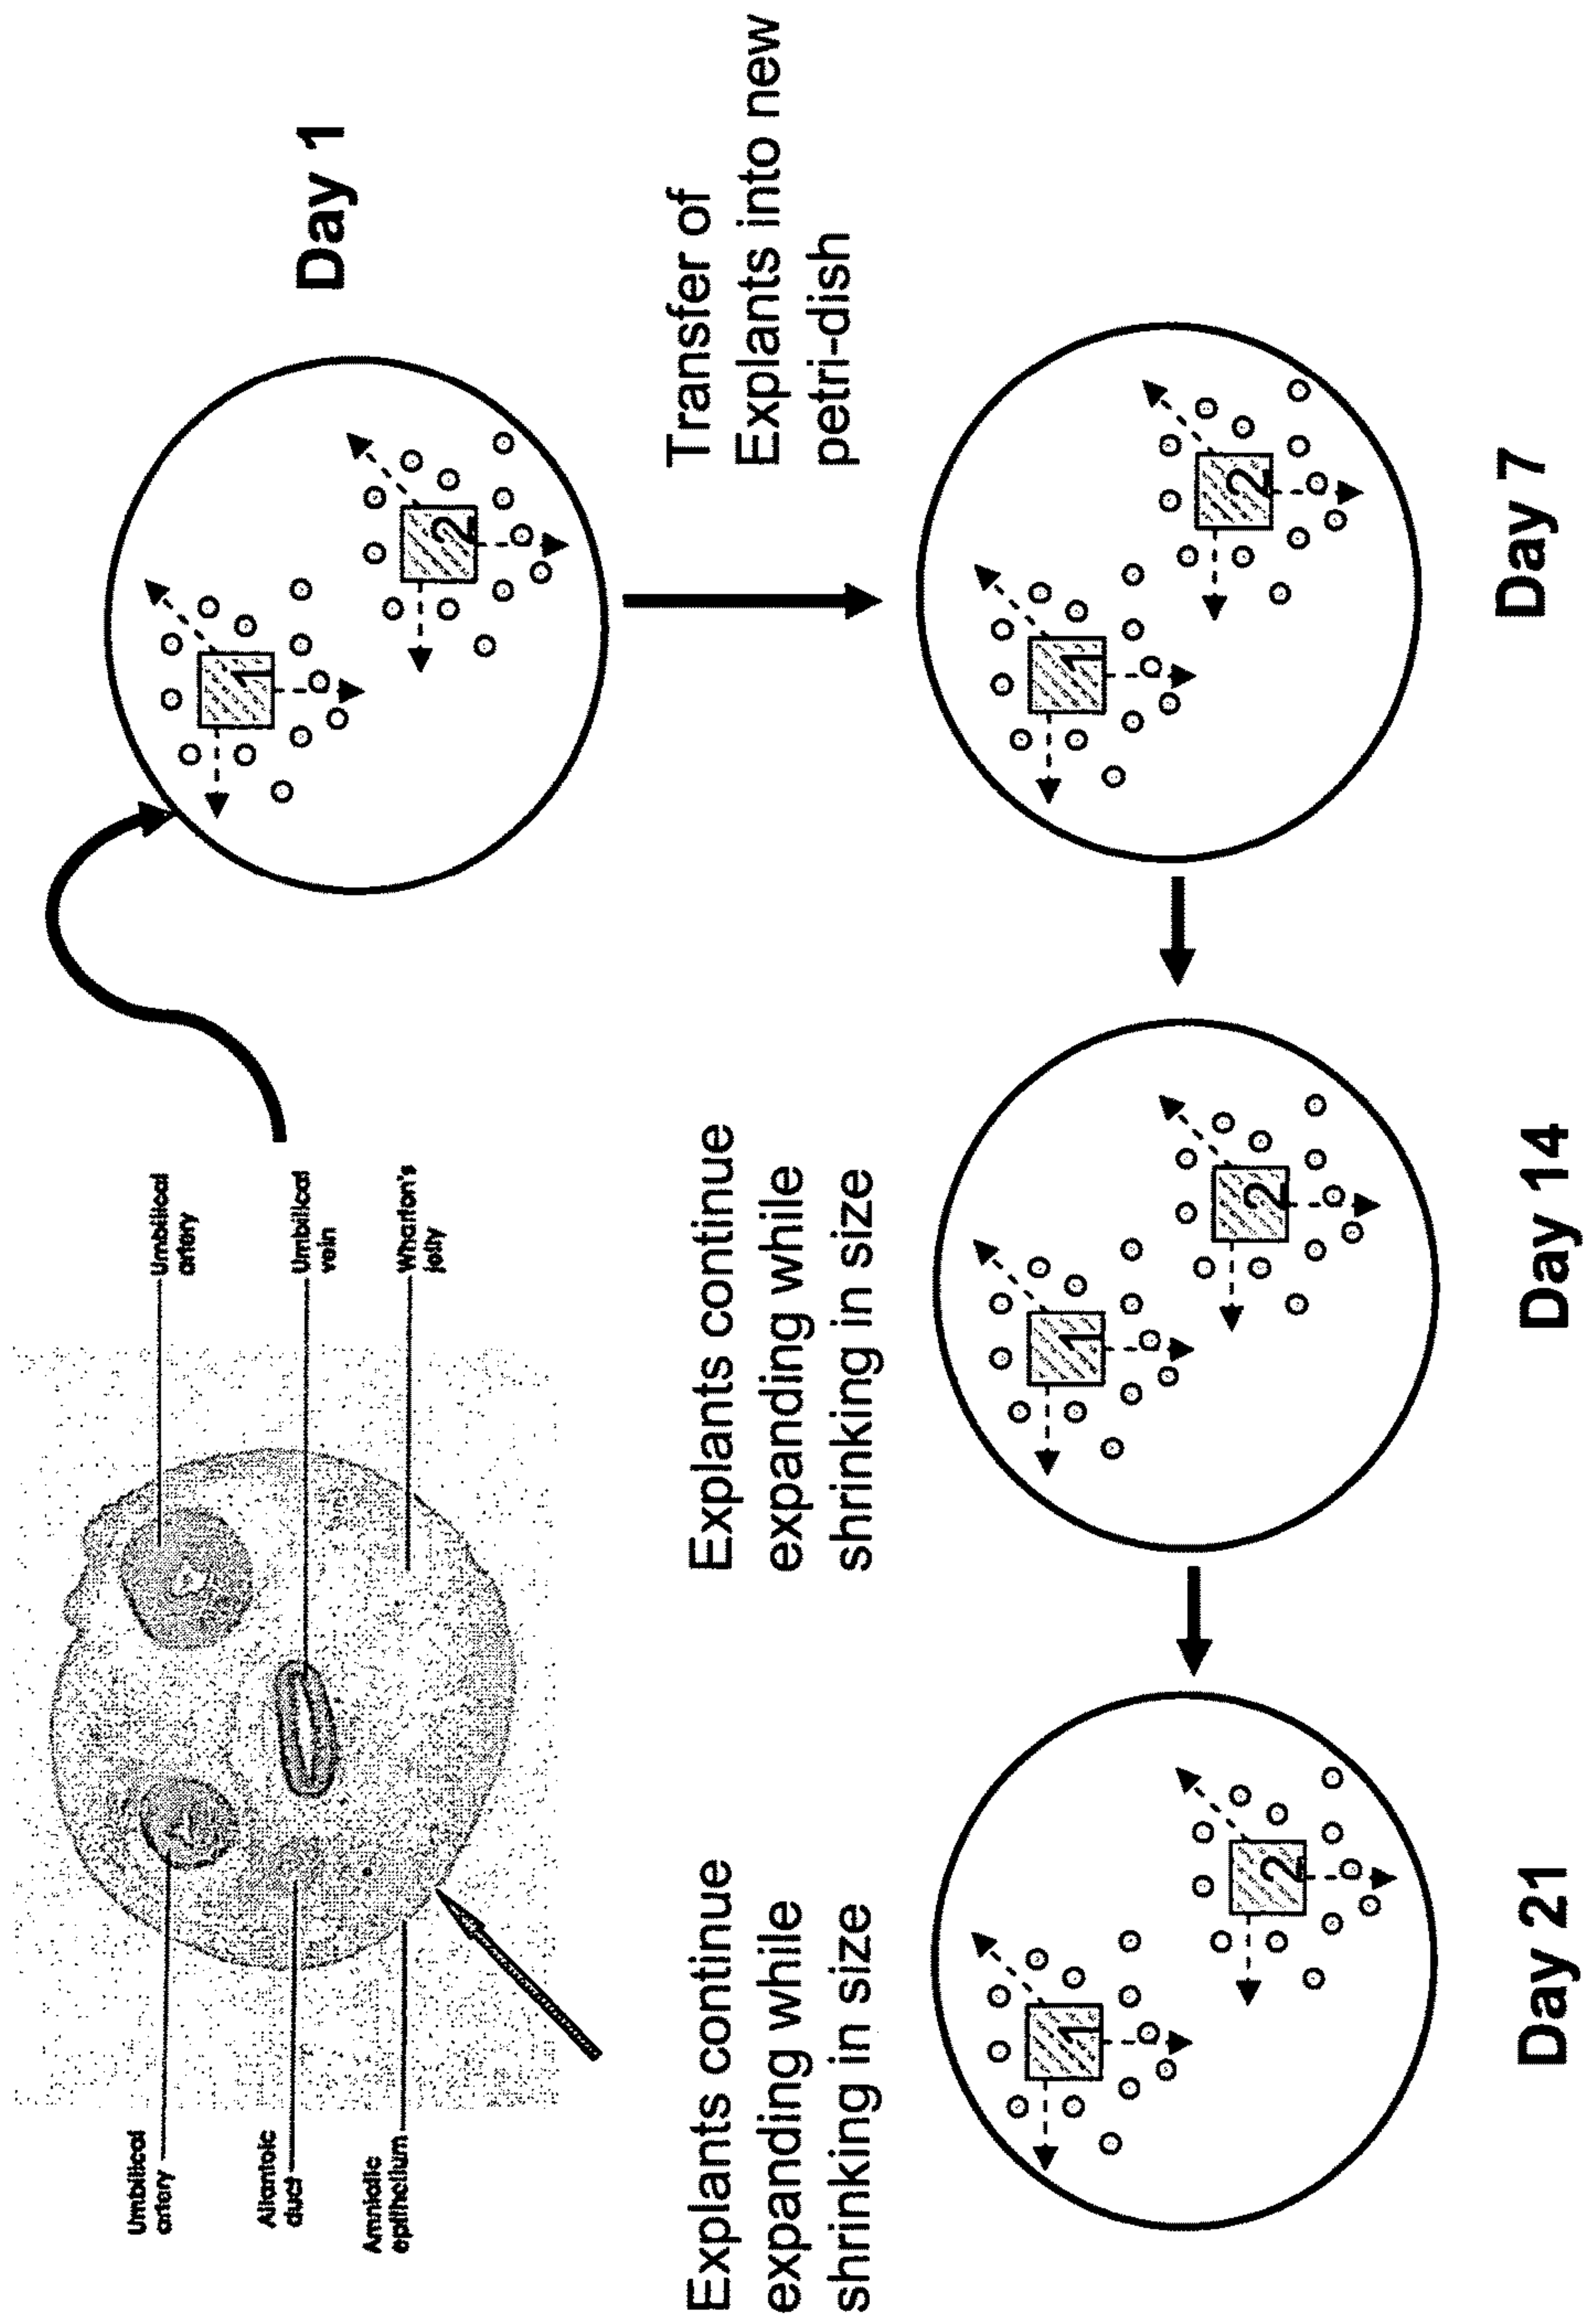 Umbilical
artery
Allantoic
duct
Amniotic
epithelium
Umbilical
artery
Umbilical
vein
Wharton's
jelly
1
2
Day 1
Transfer of
Explants into new
petri-dish
Explants continue
expanding while
shrinking in size
Explants continue
expanding while
shrinking in size
1
2
1
2
1
2
Day 21
Day 14
Day 7